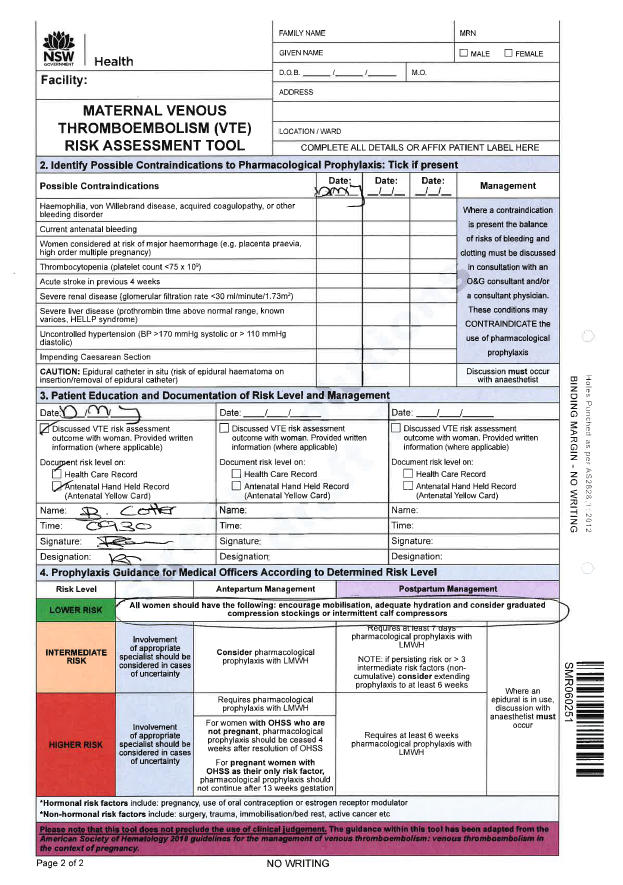 FAMILY NAME
MRN
GIVEN NAME
MALE
FEMALE
NSW
GOVERNMENT
Health
Facility:
D.O.B. ______ / ______ / ______
M.O.
ADDRESS
MATERNAL VENOUS
THROMBOEMBOLISM (VTE)
RISK ASSESSMENT TOOL
LOCATION / WARD
COMPLETE ALL DETAILS OR AFFIX PATIENT LABEL HERE
2. Identify Possible Contraindications to Pharmacological Prophylaxis: Tick if present
Possible Contraindications
Date:
Date:
__/__/__
Date:
__/__/__
Management
Haemophilia, von Willebrand disease, acquired coagulopathy, or other
bleeding disorder
Current antenatal bleeding
Women considered at risk of major haemorrhage (e.g. placenta praevia,
high order multiple pregnancy)
Thrombocytopenia (platelet count <75 x 10⁹)
Acute stroke in previous 4 weeks
Severe renal disease (glomerular filtration rate <30 ml/minute/1.73m²)
Severe liver disease (prothrombin time above normal range, known
varices, HELLP syndrome)
Uncontrolled hypertension (BP >170 mmHg systolic or > 110 mmHg
diastolic)
Impending Caesarean Section
Where a contraindication
is present the balance
of risks of bleeding and
clotting must be discussed
in consultation with an
O&G consultant and/or
a consultant physician.
These conditions may
CONTRAINDICATE the
use of pharmacological
prophylaxis
CAUTION: Epidural catheter in situ (risk of epidural haematoma on
insertion/removal of epidural catheter)
Discussion must occur
with anaesthetist
3. Patient Education and Documentation of Risk Level and Management
Date:
Discussed VTE risk assessment
outcome with woman. Provided written
information (where applicable)
Document risk level on:
Health Care Record
Antenatal Hand Held Record
(Antenatal Yellow Card)
Name: B. Cotter
Time: 0930
Signature:
Designation:
Date: ____/____/____
Discussed VTE risk assessment
outcome with woman. Provided written
information (where applicable)
Document risk level on:
Health Care Record
Antenatal Hand Held Record
(Antenatal Yellow Card)
Name:
Time:
Signature:
Designation:
Date: ____/____/____
Discussed VTE risk assessment
outcome with woman. Provided written
information (where applicable)
Document risk level on:
Health Care Record
Antenatal Hand Held Record
(Antenatal Yellow Card)
Name:
Time:
Signature:
Designation:
4. Prophylaxis Guidance for Medical Officers According to Determined Risk Level
Risk Level
Antepartum Management
Postpartum Management
LOWER RISK
All women should have the following: encourage mobilisation, adequate hydration and consider graduated
compression stockings or intermittent calf compressors
INTERMEDIATE
RISK
Involvement
of appropriate
specialist should be
considered in cases
of uncertainty
Consider pharmacological
prophylaxis with LMWH
Requires at least 7 days
pharmacological prophylaxis with
LMWH
NOTE: if persisting risk or > 3
intermediate risk factors (non-
cumulative) consider extending
prophylaxis to at least 6 weeks
Where an
epidural is in use,
discussion with
anaesthetist must
occur
HIGHER RISK
Involvement
of appropriate
specialist should be
considered in cases
of uncertainty
Requires pharmacological
prophylaxis with LMWH
For women with OHSS who are
not pregnant, pharmacological
prophylaxis should be ceased 4
weeks after resolution of OHSS
For pregnant women with
OHSS as their only risk factor,
pharmacological prophylaxis should
not continue after 13 weeks gestation
Requires at least 6 weeks
pharmacological prophylaxis with
LMWH
*Hormonal risk factors include: pregnancy, use of oral contraception or estrogen receptor modulator
*Non-hormonal risk factors include: surgery, trauma, immobilisation/bed rest, active cancer etc
Please note that this tool does not preclude the use of clinical judgement. The guidance within this tool has been adapted from the
American Society of Hematology 2018 guidelines for the management of venous thromboembolism: venous thromboembolism in
the context of pregnancy.
Page 2 of 2
NO WRITING
Holes Punched as per AS2828.1: 2012
BINDING MARGIN - NO WRITING
SMR060251